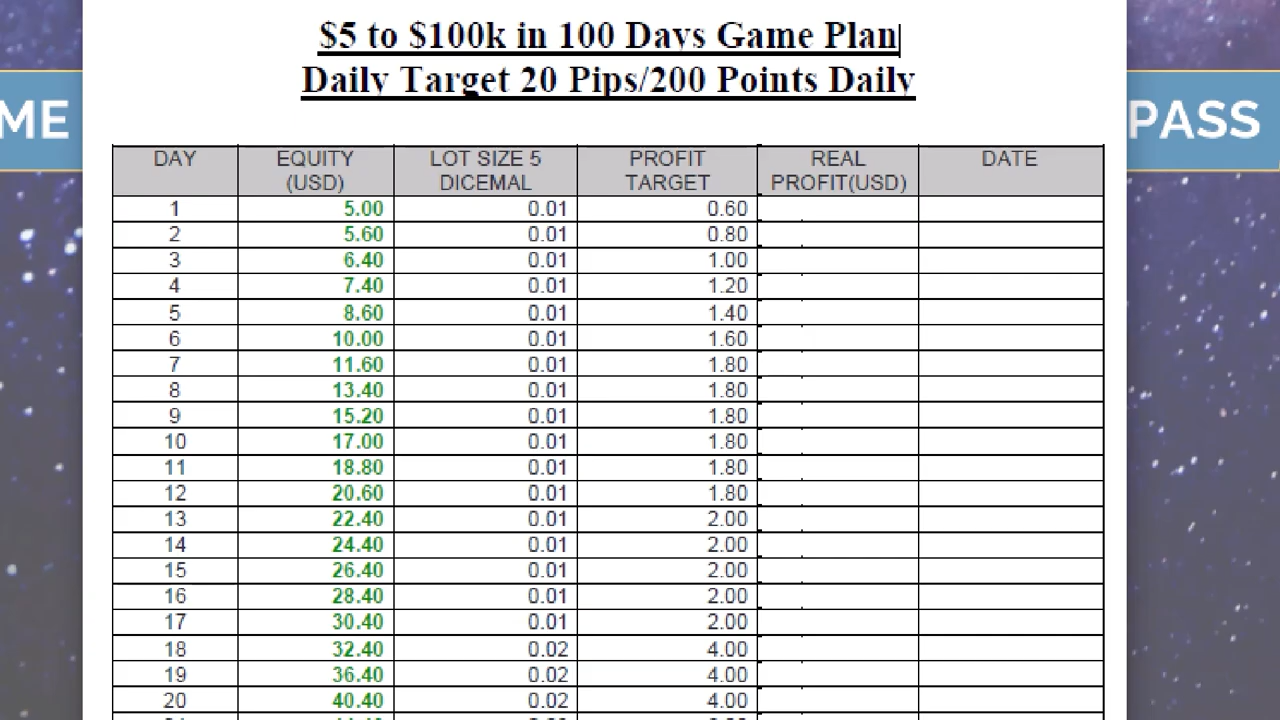 $5 to $100k in 100 Days Game Plan
Daily Target 20 Pips/200 Points Daily
ME
PASS
DAY EQUITY (USD) LOT SIZE 5 DICEMAL PROFIT TARGET REAL PROFIT(USD) DATE
1 5.00 0.01 0.60
2 5.60 0.01 0.80
3 6.40 0.01 1.00
4 7.40 0.01 1.20
5 8.60 0.01 1.40
6 10.00 0.01 1.60
7 11.60 0.01 1.80
8 13.40 0.01 1.80
9 15.20 0.01 1.80
10 17.00 0.01 1.80
11 18.80 0.01 1.80
12 20.60 0.01 1.80
13 22.40 0.01 2.00
14 24.40 0.01 2.00
15 26.40 0.01 2.00
16 28.40 0.01 2.00
17 30.40 0.01 2.00
18 32.40 0.02 4.00
19 36.40 0.02 4.00
20 40.40 0.02 4.00